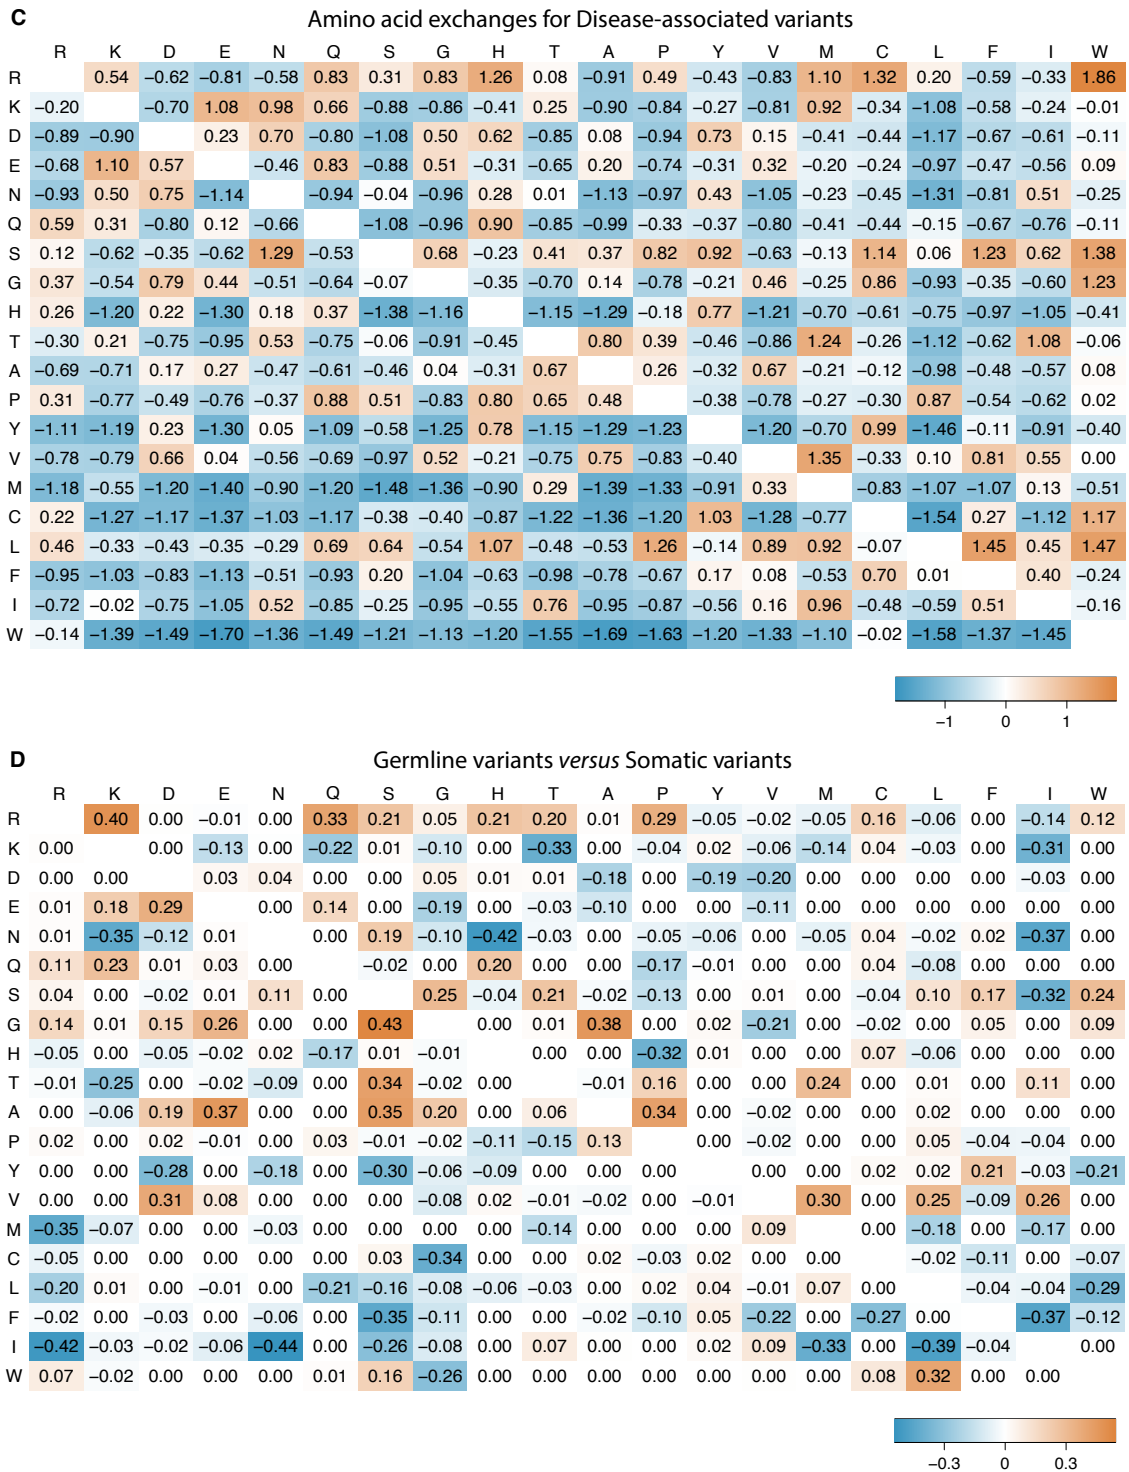 C Amino acid exchanges for Disease-associated variants
R K D E N Q S G H T A P Y V M C L F I W
R 0.54 −0.62 −0.81 −0.58 0.83 0.31 0.83 1.26 0.08 −0.91 0.49 −0.43 −0.83 1.10 1.32 0.20 −0.59 −0.33 1.86
K −0.20 −0.70 1.08 0.98 0.66 −0.88 −0.86 −0.41 0.25 −0.90 −0.84 −0.27 −0.81 0.92 −0.34 −1.08 −0.58 −0.24 −0.01
D −0.89 −0.90 0.23 0.70 −0.80 −1.08 0.50 0.62 −0.85 0.08 −0.94 0.73 0.15 −0.41 −0.44 −1.17 −0.67 −0.61 −0.11
E −0.68 1.10 0.57 −0.46 0.83 −0.88 0.51 −0.31 −0.65 0.20 −0.74 −0.31 0.32 −0.20 −0.24 −0.97 −0.47 −0.56 0.09
N −0.93 0.50 0.75 −1.14 −0.94 −0.04 −0.96 0.28 0.01 −1.13 −0.97 0.43 −1.05 −0.23 −0.45 −1.31 −0.81 0.51 −0.25
Q 0.59 0.31 −0.80 0.12 −0.66 −1.08 −0.96 0.90 −0.85 −0.99 −0.33 −0.37 −0.80 −0.41 −0.44 −0.15 −0.67 −0.76 −0.11
S 0.12 −0.62 −0.35 −0.62 1.29 −0.53 0.68 −0.23 0.41 0.37 0.82 0.92 −0.63 −0.13 1.14 0.06 1.23 0.62 1.38
G 0.37 −0.54 0.79 0.44 −0.51 −0.64 −0.07 −0.35 −0.70 0.14 −0.78 −0.21 0.46 −0.25 0.86 −0.93 −0.35 −0.60 1.23
H 0.26 −1.20 0.22 −1.30 0.18 0.37 −1.38 −1.16 −1.15 −1.29 −0.18 0.77 −1.21 −0.70 −0.61 −0.75 −0.97 −1.05 −0.41
T −0.30 0.21 −0.75 −0.95 0.53 −0.75 −0.06 −0.91 −0.45 0.80 0.39 −0.46 −0.86 1.24 −0.26 −1.12 −0.62 1.08 −0.06
A −0.69 −0.71 0.17 0.27 −0.47 −0.61 −0.46 0.04 −0.31 0.67 0.26 −0.32 0.67 −0.21 −0.12 −0.98 −0.48 −0.57 0.08
P 0.31 −0.77 −0.49 −0.76 −0.37 0.88 0.51 −0.83 0.80 0.65 0.48 −0.38 −0.78 −0.27 −0.30 0.87 −0.54 −0.62 0.02
Y −1.11 −1.19 0.23 −1.30 0.05 −1.09 −0.58 −1.25 0.78 −1.15 −1.29 −1.23 −1.20 −0.70 0.99 −1.46 −0.11 −0.91 −0.40
V −0.78 −0.79 0.66 0.04 −0.56 −0.69 −0.97 0.52 −0.21 −0.75 0.75 −0.83 −0.40 1.35 −0.33 0.10 0.81 0.55 0.00
M −1.18 −0.55 −1.20 −1.40 −0.90 −1.20 −1.48 −1.36 −0.90 0.29 −1.39 −1.33 −0.91 0.33 −0.83 −1.07 −1.07 0.13 −0.51
C 0.22 −1.27 −1.17 −1.37 −1.03 −1.17 −0.38 −0.40 −0.87 −1.22 −1.36 −1.20 1.03 −1.28 −0.77 −1.54 0.27 −1.12 1.17
L 0.46 −0.33 −0.43 −0.35 −0.29 0.69 0.64 −0.54 1.07 −0.48 −0.53 1.26 −0.14 0.89 0.92 −0.07 1.45 0.45 1.47
F −0.95 −1.03 −0.83 −1.13 −0.51 −0.93 0.20 −1.04 −0.63 −0.98 −0.78 −0.67 0.17 0.08 −0.53 0.70 0.01 0.40 −0.24
I −0.72 −0.02 −0.75 −1.05 0.52 −0.85 −0.25 −0.95 −0.55 0.76 −0.95 −0.87 −0.56 0.16 0.96 −0.48 −0.59 0.51 −0.16
W −0.14 −1.39 −1.49 −1.70 −1.36 −1.49 −1.21 −1.13 −1.20 −1.55 −1.69 −1.63 −1.20 −1.33 −1.10 −0.02 −1.58 −1.37 −1.45
−1 0 1
D Germline variants versus Somatic variants
R K D E N Q S G H T A P Y V M C L F I W
R 0.40 0.00 −0.01 0.00 0.33 0.21 0.05 0.21 0.20 0.01 0.29 −0.05 −0.02 −0.05 0.16 −0.06 0.00 −0.14 0.12
K 0.00 0.00 −0.13 0.00 −0.22 0.01 −0.10 0.00 −0.33 0.00 −0.04 0.02 −0.06 −0.14 0.04 −0.03 0.00 −0.31 0.00
D 0.00 0.00 0.03 0.04 0.00 0.00 0.05 0.01 0.01 −0.18 0.00 −0.19 −0.20 0.00 0.00 0.00 0.00 −0.03 0.00
E 0.01 0.18 0.29 0.00 0.14 0.00 −0.19 0.00 −0.03 −0.10 0.00 0.00 −0.11 0.00 0.00 0.00 0.00 0.00 0.00
N 0.01 −0.35 −0.12 0.01 0.00 0.19 −0.10 −0.42 −0.03 0.00 −0.05 −0.06 0.00 −0.05 0.04 −0.02 0.02 −0.37 0.00
Q 0.11 0.23 0.01 0.03 0.00 −0.02 0.00 0.20 0.00 0.00 −0.17 −0.01 0.00 0.00 0.04 −0.08 0.00 0.00 0.00
S 0.04 0.00 −0.02 0.01 0.11 0.00 0.25 −0.04 0.21 −0.02 −0.13 0.00 0.01 0.00 −0.04 0.10 0.17 −0.32 0.24
G 0.14 0.01 0.15 0.26 0.00 0.00 0.43 0.00 0.01 0.38 0.00 0.02 −0.21 0.00 −0.02 0.00 0.05 0.00 0.09
H −0.05 0.00 −0.05 −0.02 0.02 −0.17 0.01 −0.01 0.00 0.00 −0.32 0.01 0.00 0.00 0.07 −0.06 0.00 0.00 0.00
T −0.01 −0.25 0.00 −0.02 −0.09 0.00 0.34 −0.02 0.00 −0.01 0.16 0.00 0.00 0.24 0.00 0.01 0.00 0.11 0.00
A 0.00 −0.06 0.19 0.37 0.00 0.00 0.35 0.20 0.00 0.06 0.34 0.00 −0.02 0.00 0.00 0.02 0.00 0.00 0.00
P 0.02 0.00 0.02 −0.01 0.00 0.03 −0.01 −0.02 −0.11 −0.15 0.13 0.00 −0.02 0.00 0.00 0.05 −0.04 −0.04 0.00
Y 0.00 0.00 −0.28 0.00 −0.18 0.00 −0.30 −0.06 −0.09 0.00 0.00 0.00 0.00 0.00 0.02 0.02 0.21 −0.03 −0.21
V 0.00 0.00 0.31 0.08 0.00 0.00 0.00 −0.08 0.02 −0.01 −0.02 0.00 −0.01 0.30 0.00 0.25 −0.09 0.26 0.00
M −0.35 −0.07 0.00 0.00 −0.03 0.00 0.00 0.00 0.00 −0.14 0.00 0.00 0.00 0.09 0.00 −0.18 0.00 −0.17 0.00
C −0.05 0.00 0.00 0.00 0.00 0.00 0.03 −0.34 0.00 0.00 0.02 −0.03 0.02 0.00 0.00 −0.02 −0.11 0.00 −0.07
L −0.20 0.01 0.00 −0.01 0.00 −0.21 −0.16 −0.08 −0.06 −0.03 0.00 0.02 0.04 −0.01 0.07 0.00 −0.04 −0.04 −0.29
F −0.02 0.00 −0.03 0.00 −0.06 0.00 −0.35 −0.11 0.00 0.00 −0.02 −0.10 0.05 −0.22 0.00 −0.27 0.00 −0.37 −0.12
I −0.42 −0.03 −0.02 −0.06 −0.44 0.00 −0.26 −0.08 0.00 0.07 0.00 0.00 0.02 0.09 −0.33 0.00 −0.39 −0.04 0.00
W 0.07 −0.02 0.00 0.00 0.00 0.01 0.16 −0.26 0.00 0.00 0.00 0.00 0.00 0.00 0.00 0.08 0.32 0.00 0.00
−0.3 0 0.3